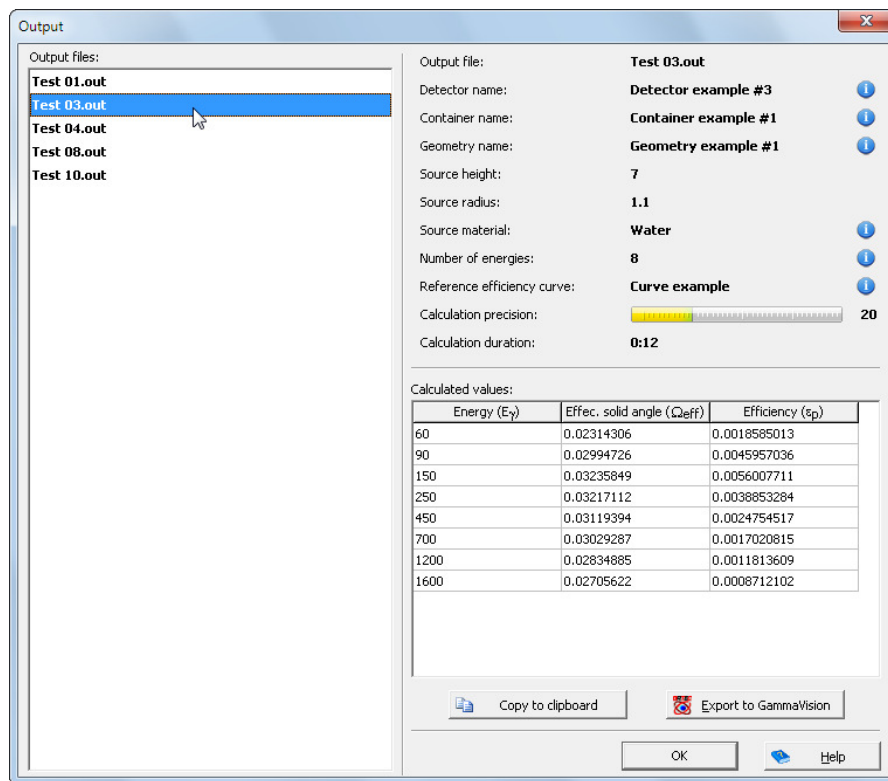 Output
Output files:
Test 01.out
Test 03.out
Test 04.out
Test 08.out
Test 10.out
Output file: Test 03.out
Detector name: Detector example #3
Container name: Container example #1
Geometry name: Geometry example #1
Source height: 7
Source radius: 1.1
Source material: Water
Number of energies: 8
Reference efficiency curve: Curve example
Calculation precision: 20
Calculation duration: 0:12
Calculated values:
Energy (Eγ) Effec. solid angle (Ωeff) Efficiency (εp)
60 0.02314306 0.0018585013
90 0.02994726 0.0045957036
150 0.03235849 0.0056007711
250 0.03217112 0.0038853284
450 0.03119394 0.0024754517
700 0.03029287 0.0017020815
1200 0.02834885 0.0011813609
1600 0.02705622 0.0008712102
Copy to clipboard Export to GammaVision
OK Help